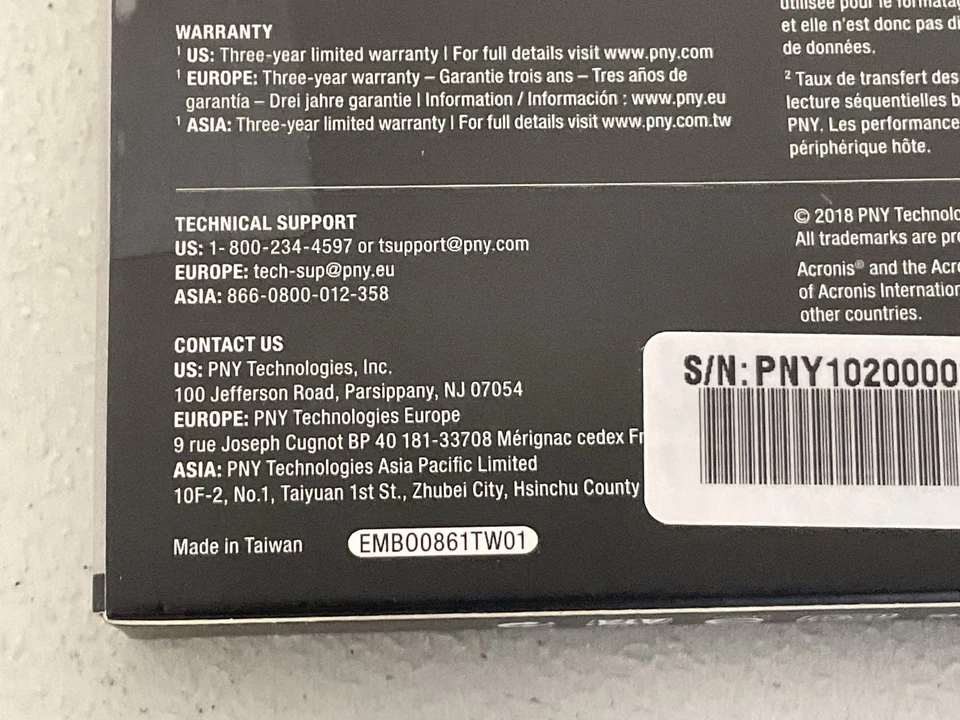 WARRANTY
¹ US: Three-year limited warranty | For full details visit www.pny.com
¹ EUROPE: Three-year warranty – Garantie trois ans – Tres años de
garantía – Drei jahre garantie | Information / Información : www.pny.eu
¹ ASIA: Three-year limited warranty | For full details visit www.pny.com.tw
TECHNICAL SUPPORT
US: 1-800-234-4597 or tsupport@pny.com
EUROPE: tech-sup@pny.eu
ASIA: 866-0800-012-358
CONTACT US
US: PNY Technologies, Inc.
100 Jefferson Road, Parsippany, NJ 07054
EUROPE: PNY Technologies Europe
9 rue Joseph Cugnot BP 40 181-33708 Mérignac cedex Fr
ASIA: PNY Technologies Asia Pacific Limited
10F-2, No.1, Taiyuan 1st St., Zhubei City, Hsinchu County
Made in Taiwan
EMB00861TW01
utilisée pour le format
et elle n'est donc pas di
de données.
² Taux de transfert des
lecture séquentielles b
PNY. Les performance
périphérique hôte.
© 2018 PNY Technolo
All trademarks are pro
Acronis® and the Acro
of Acronis Internation
other countries.
S/N: PNY1020000